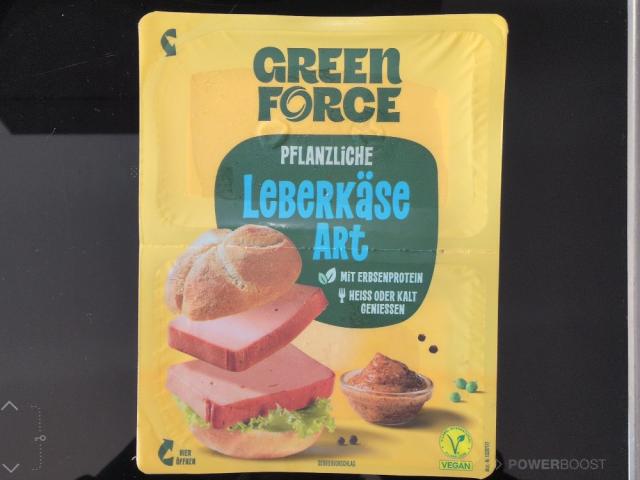 GREEN
FORCE
PFLANZLICHE
LEBERKÄSE
ART
MIT ERBSENPROTEIN
HEISS ODER KALT
GENIESSEN
HIER
ÖFFNEN
SERVIERVORSCHLAG
VEGAN
POWERBOOST